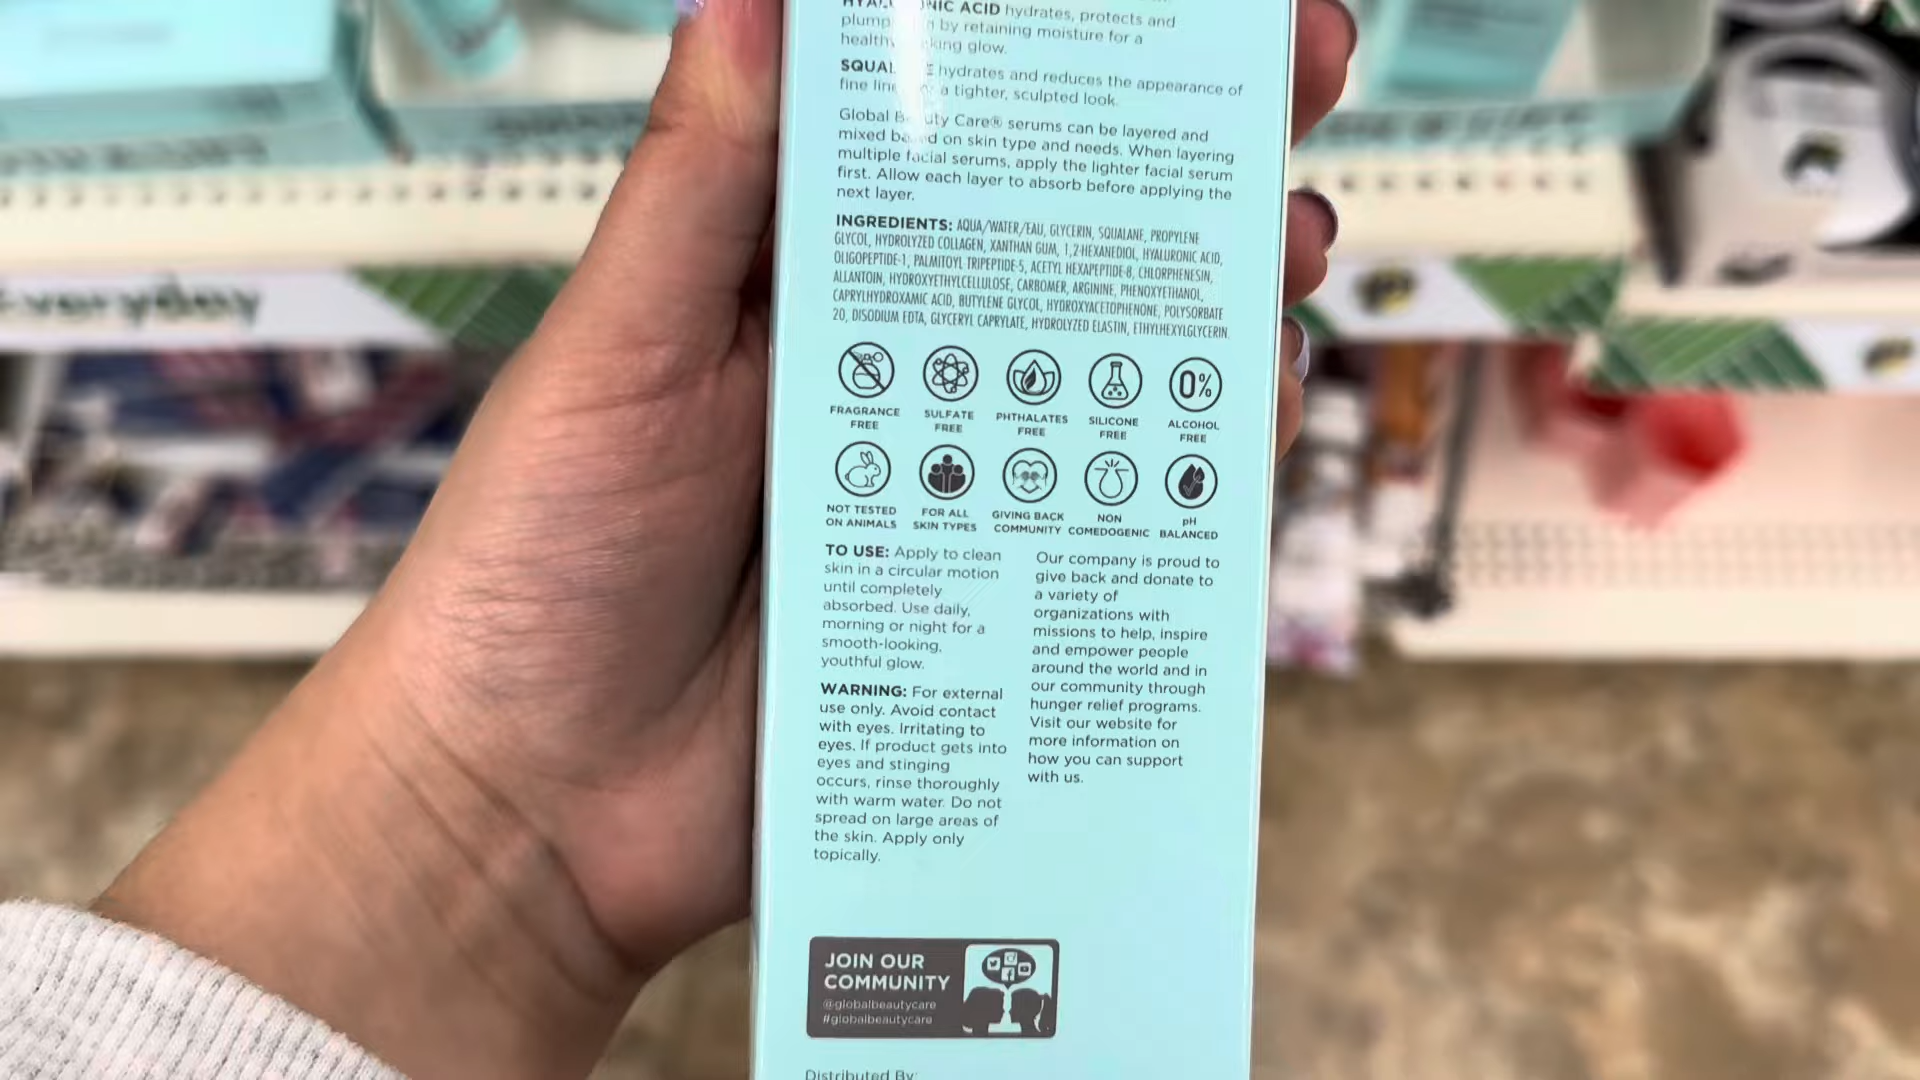 HYAL NIC ACID hydrates, protects and
plump n by retaining moisture for a
health king glow.
SQUAL E hydrates and reduces the appearance of
fine line a tighter, sculpted look.
Global Beauty Care® serums can be layered and
mixed based on skin type and needs. When layering
multiple facial serums, apply the lighter facial serum
first. Allow each layer to absorb before applying the
next layer.
INGREDIENTS: AQUA/WATER/EAU, GLYCERIN, SQUALANE, PROPYLENE
GLYCOL, HYDROLYZED COLLAGEN, XANTHAN GUM, 1,2-HEXANEDIOL, HYALURONIC ACID,
OLIGOPEPTIDE-1, PALMITOYL TRIPEPTIDE-5, ACETYL HEXAPEPTIDE-8, CHLORPHENESIN,
ALLANTOIN, HYDROXYETHYLCELLULOSE, CARBOMER, ARGININE, PHENOXYETHANOL,
CAPRYLHYDROXAMIC ACID, BUTYLENE GLYCOL, HYDROXYACETOPHENONE, POLYSORBATE
20, DISODIUM EDTA, GLYCERYL CAPRYLATE, HYDROLYZED ELASTIN, ETHYLHEXYLGLYCERIN.
0%
FRAGRANCE FREE
SULFATE FREE
PHTHALATES FREE
SILICONE FREE
ALCOHOL FREE
NOT TESTED ON ANIMALS
FOR ALL SKIN TYPES
GIVING BACK COMMUNITY
NON COMEDOGENIC
pH BALANCED
TO USE: Apply to clean
skin in a circular motion
until completely
absorbed. Use daily,
morning or night for a
smooth-looking,
youthful glow.
WARNING: For external
use only. Avoid contact
with eyes. Irritating to
eyes. If product gets into
eyes and stinging
occurs, rinse thoroughly
with warm water. Do not
spread on large areas of
the skin. Apply only
topically.
Our company is proud to
give back and donate to
a variety of
organizations with
missions to help, inspire
and empower people
around the world and in
our community through
hunger relief programs.
Visit our website for
more information on
how you can support
with us.
JOIN OUR
COMMUNITY
@globalbeautycare
#globalbeautycare
Distributed By:
Everyday